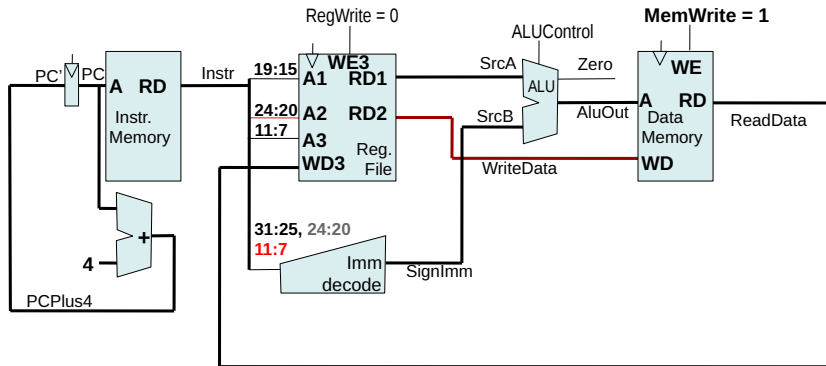 RegWrite = 0
ALUControl
MemWrite = 1
PC'
PC
A RD
Instr.
Memory
Instr
19:15
24:20
11:7
WE3
A1 RD1
A2 RD2
A3
WD3
Reg.
File
SrcA
SrcB
ALU
Zero
AluOut
WriteData
WE
A RD
Data
Memory
WD
ReadData
+
4
PCPlus4
31:25, 24:20
11:7
Imm
decode
SignImm